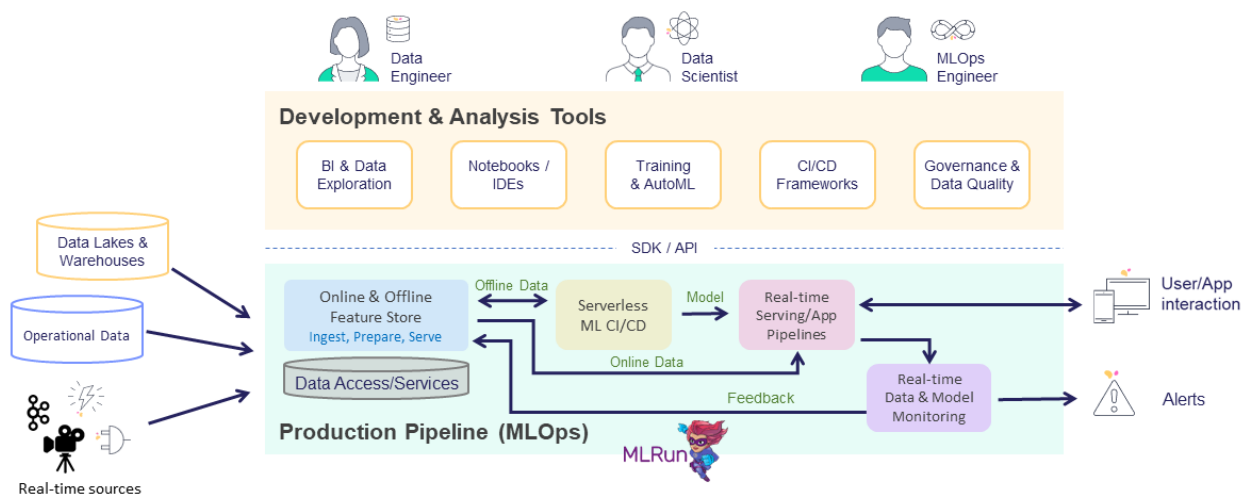 Data
Engineer
Data
Scientist
MLOps
Engineer
Development & Analysis Tools
BI & Data
Exploration
Notebooks /
IDEs
Training
& AutoML
CI/CD
Frameworks
Governance &
Data Quality
SDK / API
Data Lakes &
Warehouses
Operational Data
Real-time sources
Online & Offline
Feature Store
Ingest, Prepare, Serve
Data Access/Services
Offline Data
Serverless
ML CI/CD
Model
Real-time
Serving/App
Pipelines
Online Data
Feedback
Real-time
Data & Model
Monitoring
User/App
interaction
Alerts
Production Pipeline (MLOps)
MLRun